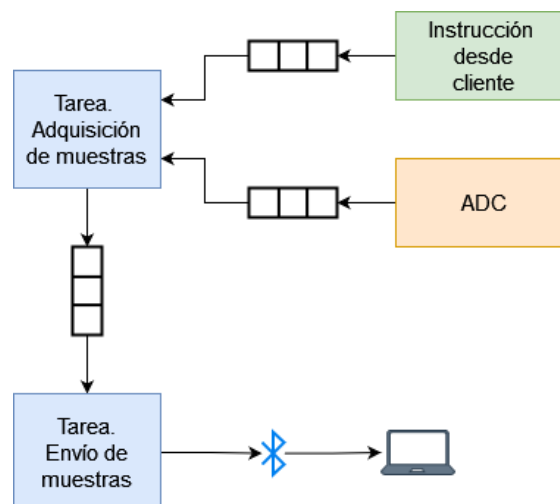 Instrucción
desde
cliente
Tarea.
Adquisición
de muestras
ADC
Tarea.
Envío de
muestras